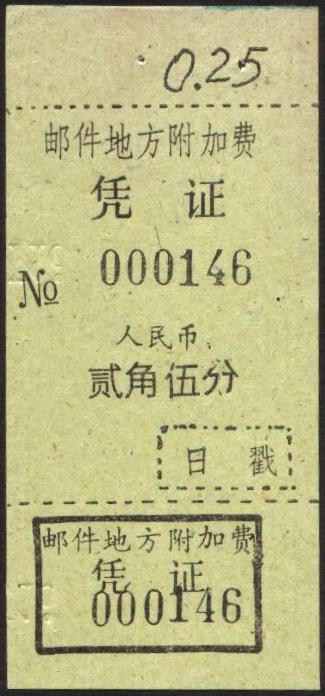 0.25
邮件地方附加费
凭 证
000146
№
人民币
贰角伍分
日 戳
邮件地方附加费
凭 证
000146